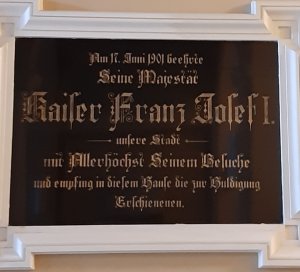 Am 17. Juni 1901 beehrte
Seine Majestät
Kaiser Franz Josef I.
unsere Stadt
mit Allerhöchst Seinem Besuche
und empfing in diesem Hause die zur Huldigung
Erschienenen.